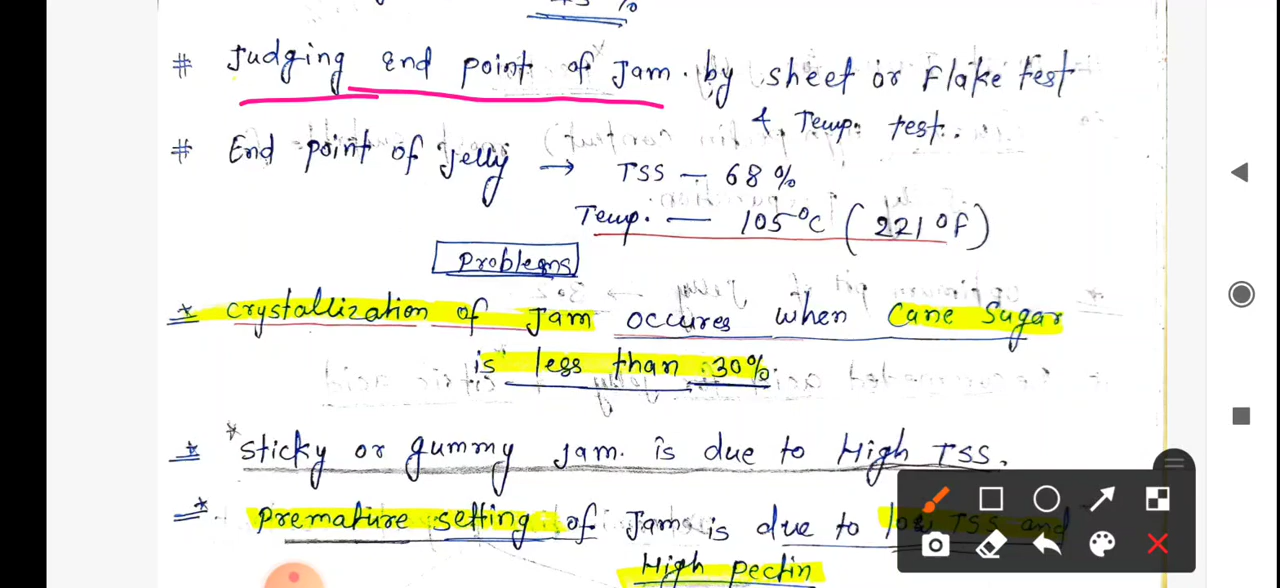 # Judging End point of Jam. by sheet or Flake test
& Temp. test.
# End point of Jelly → TSS — 68 %
Temp. — 105°C (221°F)
Problems
* crystallization of Jam occures when Cane Sugar
is less than 30%.
* *sticky or gummy Jam. is due to High TSS.
* premature setting of Jam is due to low TSS and
High pectin